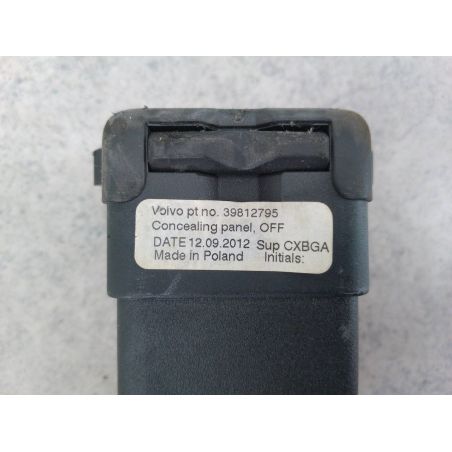 Volvo pt no. 39812795
Concealing panel, OFF
DATE 12.09.2012 Sup CXBGA
Made in Poland Initials: